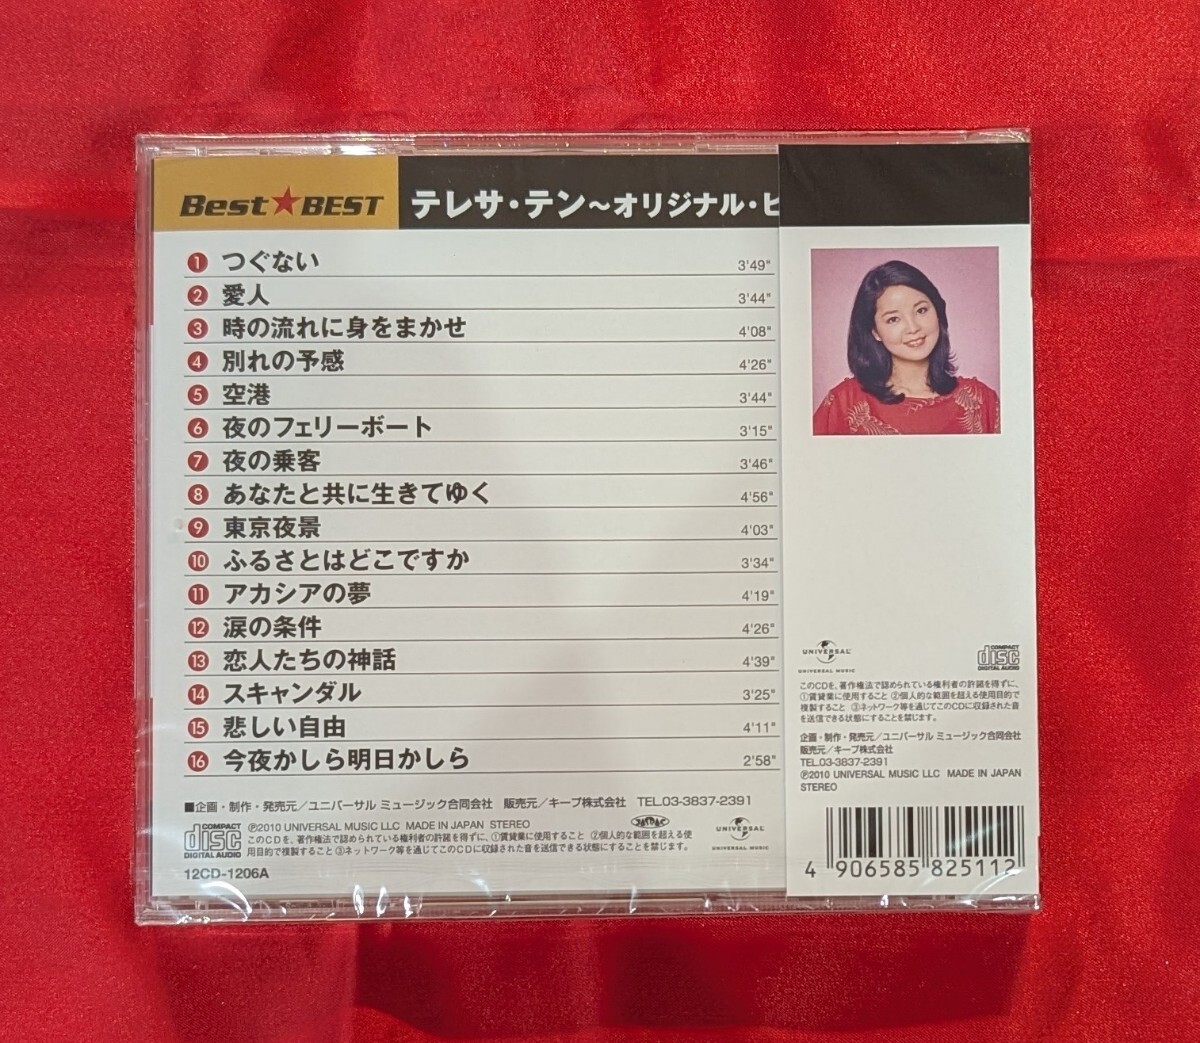 Best★BEST
テレサ・テン～オリジナル・ヒ
1 つぐない 3'49"
2 愛人 3'44"
3 時の流れに身をまかせ 4'08"
4 別れの予感 4'26"
5 空港 3'44"
6 夜のフェリーボート 3'15"
7 夜の乗客 3'46"
8 あなたと共に生きてゆく 4'56"
9 東京夜景 4'03"
10 ふるさとはどこですか 3'34"
11 アカシアの夢 4'19"
12 涙の条件 4'26"
13 恋人たちの神話 4'39"
14 スキャンダル 3'25"
15 悲しい自由 4'11"
16 今夜かしら明日かしら 2'58"
■企画・制作・発売元／ユニバーサル ミュージック合同会社 販売元／キープ株式会社 TEL.03-3837-2391
COMPACT
disc
DIGITAL AUDIO
℗2010 UNIVERSAL MUSIC LLC MADE IN JAPAN STEREO
このCDを、著作権法で認められている権利者の許諾を得ずに、①賃貸業に使用すること ②個人的な範囲を超える使
用目的で複製すること ③ネットワーク等を通じてこのCDに収録された音を送信できる状態にすることを禁じます。
JASRAC
UNIVERSAL
UNIVERSAL MUSIC
12CD-1206A
UNIVERSAL
UNIVERSAL MUSIC
COMPACT
disc
DIGITAL AUDIO
このCDを、著作権法で認められている権利者の許諾を得ずに、
①賃貸業に使用すること ②個人的な範囲を超える使用目的で
複製すること ③ネットワーク等を通じてこのCDに収録された音
を送信できる状態にすることを禁じます。
企画・制作・発売元／ユニバーサル ミュージック合同会社
販売元／キープ株式会社
TEL.03-3837-2391
℗2010 UNIVERSAL MUSIC LLC MADE IN JAPAN
STEREO
4 906585 825112